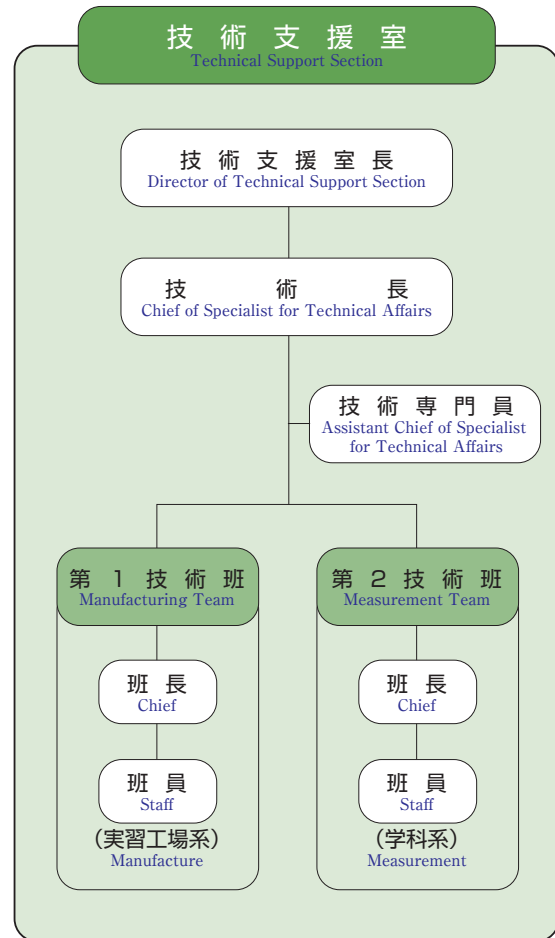 技術支援室
Technical Support Section
技術支援室長
Director of Technical Support Section
技術長
Chief of Specialist for Technical Affairs
技術専門員
Assistant Chief of Specialist
for Technical Affairs
第1技術班
Manufacturing Team
班長
Chief
班員
Staff
(実習工場系)
Manufacture
第2技術班
Measurement Team
班長
Chief
班員
Staff
(学科系)
Measurement